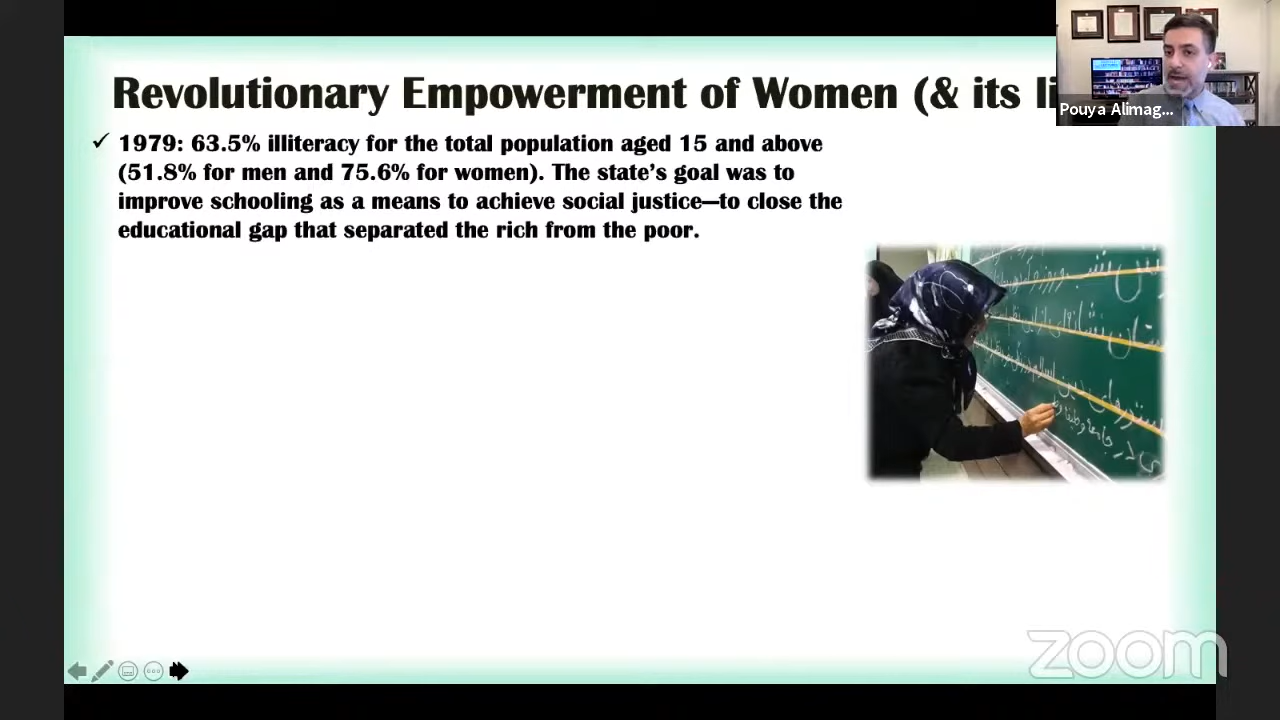 Revolutionary Empowerment of Women (& its li
Pouya Alimag...
✓ 1979: 63.5% illiteracy for the total population aged 15 and above
(51.8% for men and 75.6% for women). The state's goal was to
improve schooling as a means to achieve social justice—to close the
educational gap that separated the rich from the poor.
zoom